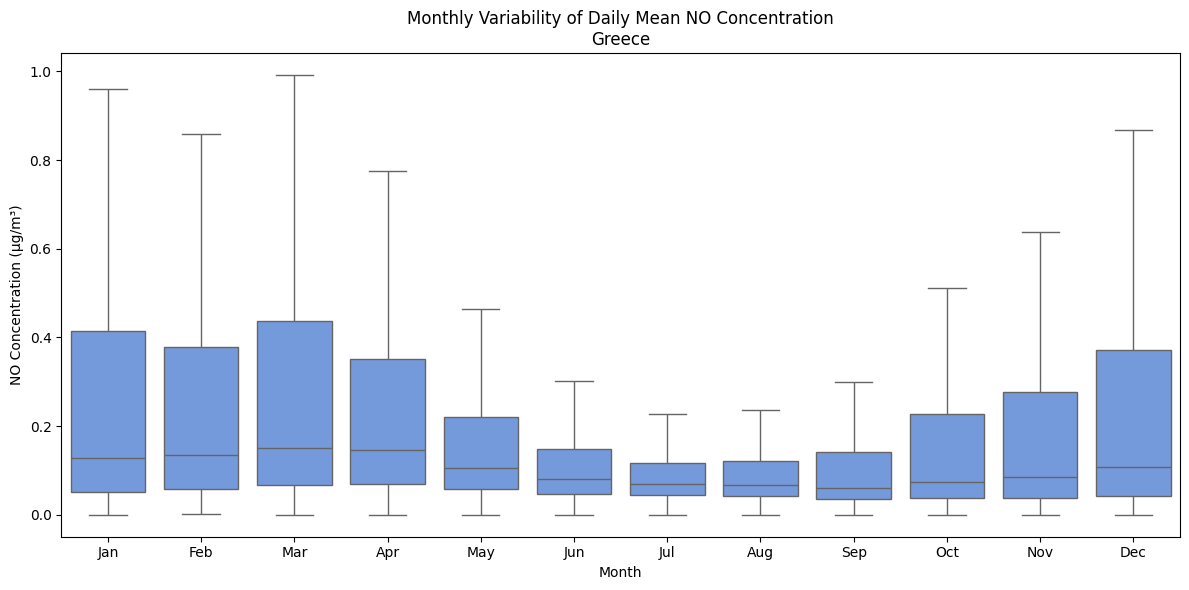 Monthly Variability of Daily Mean NO Concentration
Greece
NO Concentration (µg/m³)
1.0
0.8
0.6
0.4
0.2
0.0
Jan Feb Mar Apr May Jun Jul Aug Sep Oct Nov Dec
Month